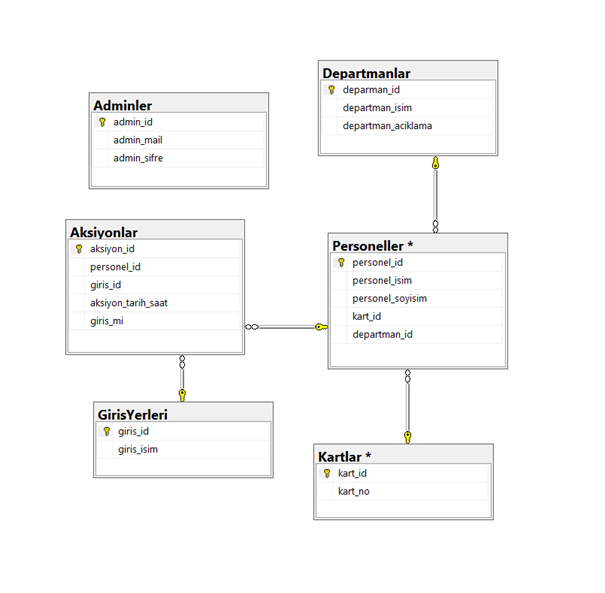 Departmanlar
deparman_id
departman_isim
departman_aciklama
Adminler
admin_id
admin_mail
admin_sifre
Aksiyonlar
aksiyon_id
personel_id
giris_id
aksiyon_tarih_saat
giris_mi
Personeller *
personel_id
personel_isim
personel_soyisim
kart_id
departman_id
GirisYerleri
giris_id
giris_isim
Kartlar *
kart_id
kart_no